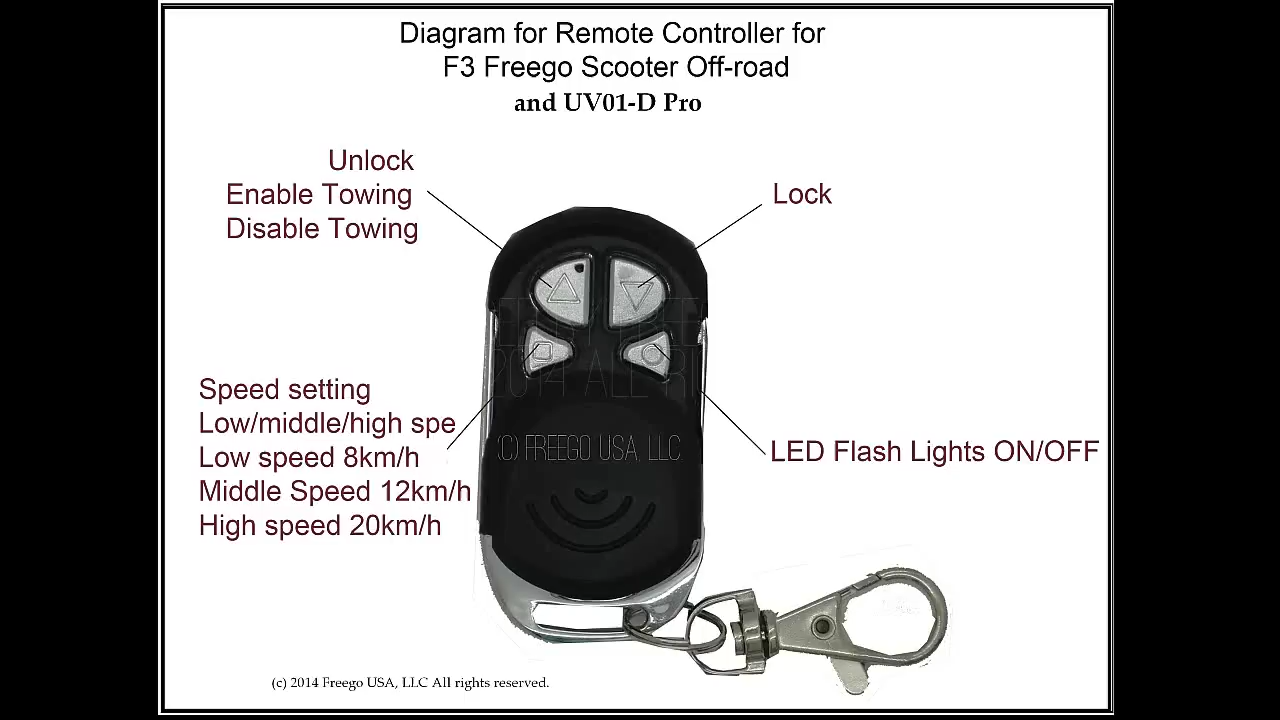 Diagram for Remote Controller for
F3 Freego Scooter Off-road
and UV01-D Pro
Unlock
Enable Towing
Disable Towing
Lock
Speed setting
Low/middle/high spe
Low speed 8km/h
Middle Speed 12km/h
High speed 20km/h
LED Flash Lights ON/OFF
2014 ALL
(C) FREEGO USA, LLC
(c) 2014 Freego USA, LLC All rights reserved.